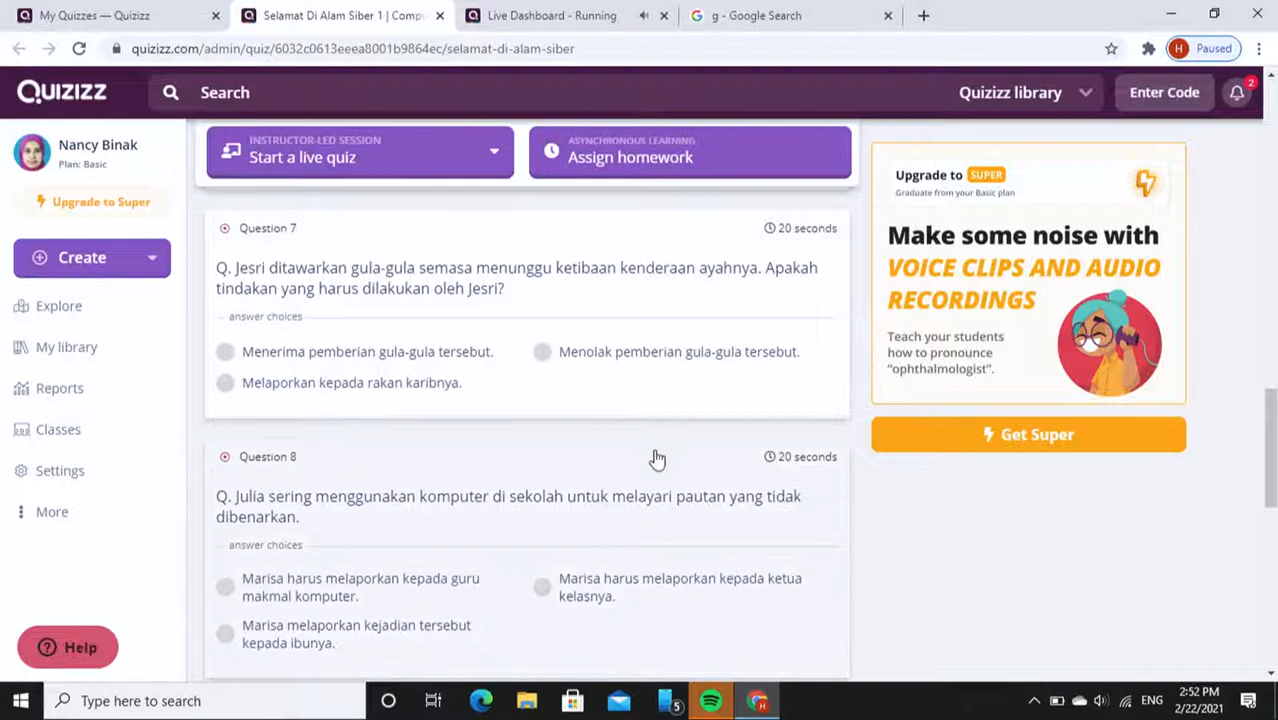 My Quizzes — Quizizz
Selamat Di Alam Siber 1 | Compu
Live Dashboard - Running
g - Google Search
quizizz.com/admin/quiz/6032c0613eeea8001b9864ec/selamat-di-alam-siber
H
Paused
QUIZIZZ
Search
Quizizz library
Enter Code
2
Nancy Binak
Plan: Basic
Upgrade to Super
Create
Explore
My library
Reports
Classes
Settings
More
Help
INSTRUCTOR-LED SESSION
Start a live quiz
ASYNCHRONOUS LEARNING
Assign homework
Question 7
20 seconds
Q. Jesri ditawarkan gula-gula semasa menunggu ketibaan kenderaan ayahnya. Apakah
tindakan yang harus dilakukan oleh Jesri?
answer choices
Menerima pemberian gula-gula tersebut.
Menolak pemberian gula-gula tersebut.
Melaporkan kepada rakan karibnya.
Question 8
20 seconds
Q. Julia sering menggunakan komputer di sekolah untuk melayari pautan yang tidak
dibenarkan.
answer choices
Marisa harus melaporkan kepada guru
makmal komputer.
Marisa harus melaporkan kepada ketua
kelasnya.
Marisa melaporkan kejadian tersebut
kepada ibunya.
Upgrade to SUPER
Graduate from your Basic plan
Make some noise with
VOICE CLIPS AND AUDIO
RECORDINGS
Teach your students
how to pronounce
"ophthalmologist".
Get Super
Type here to search
5
H
ENG
2:52 PM
2/22/2021